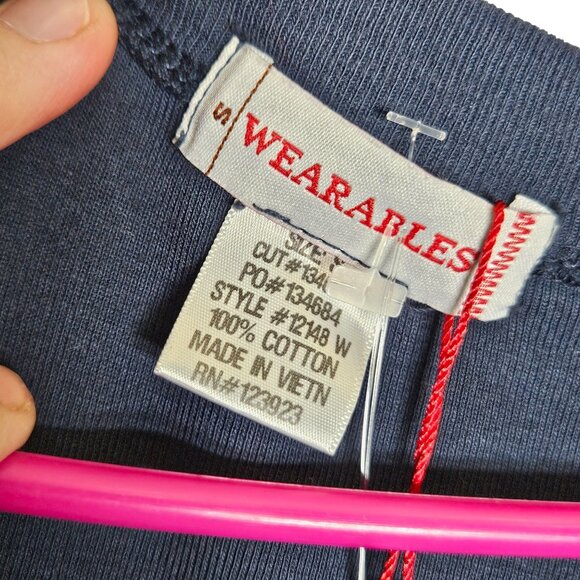 S
WEARABLES
SIZE:
CUT#134
PO#134684
STYLE #12148 W
100% COTTON
MADE IN VIETN
RN.#123923